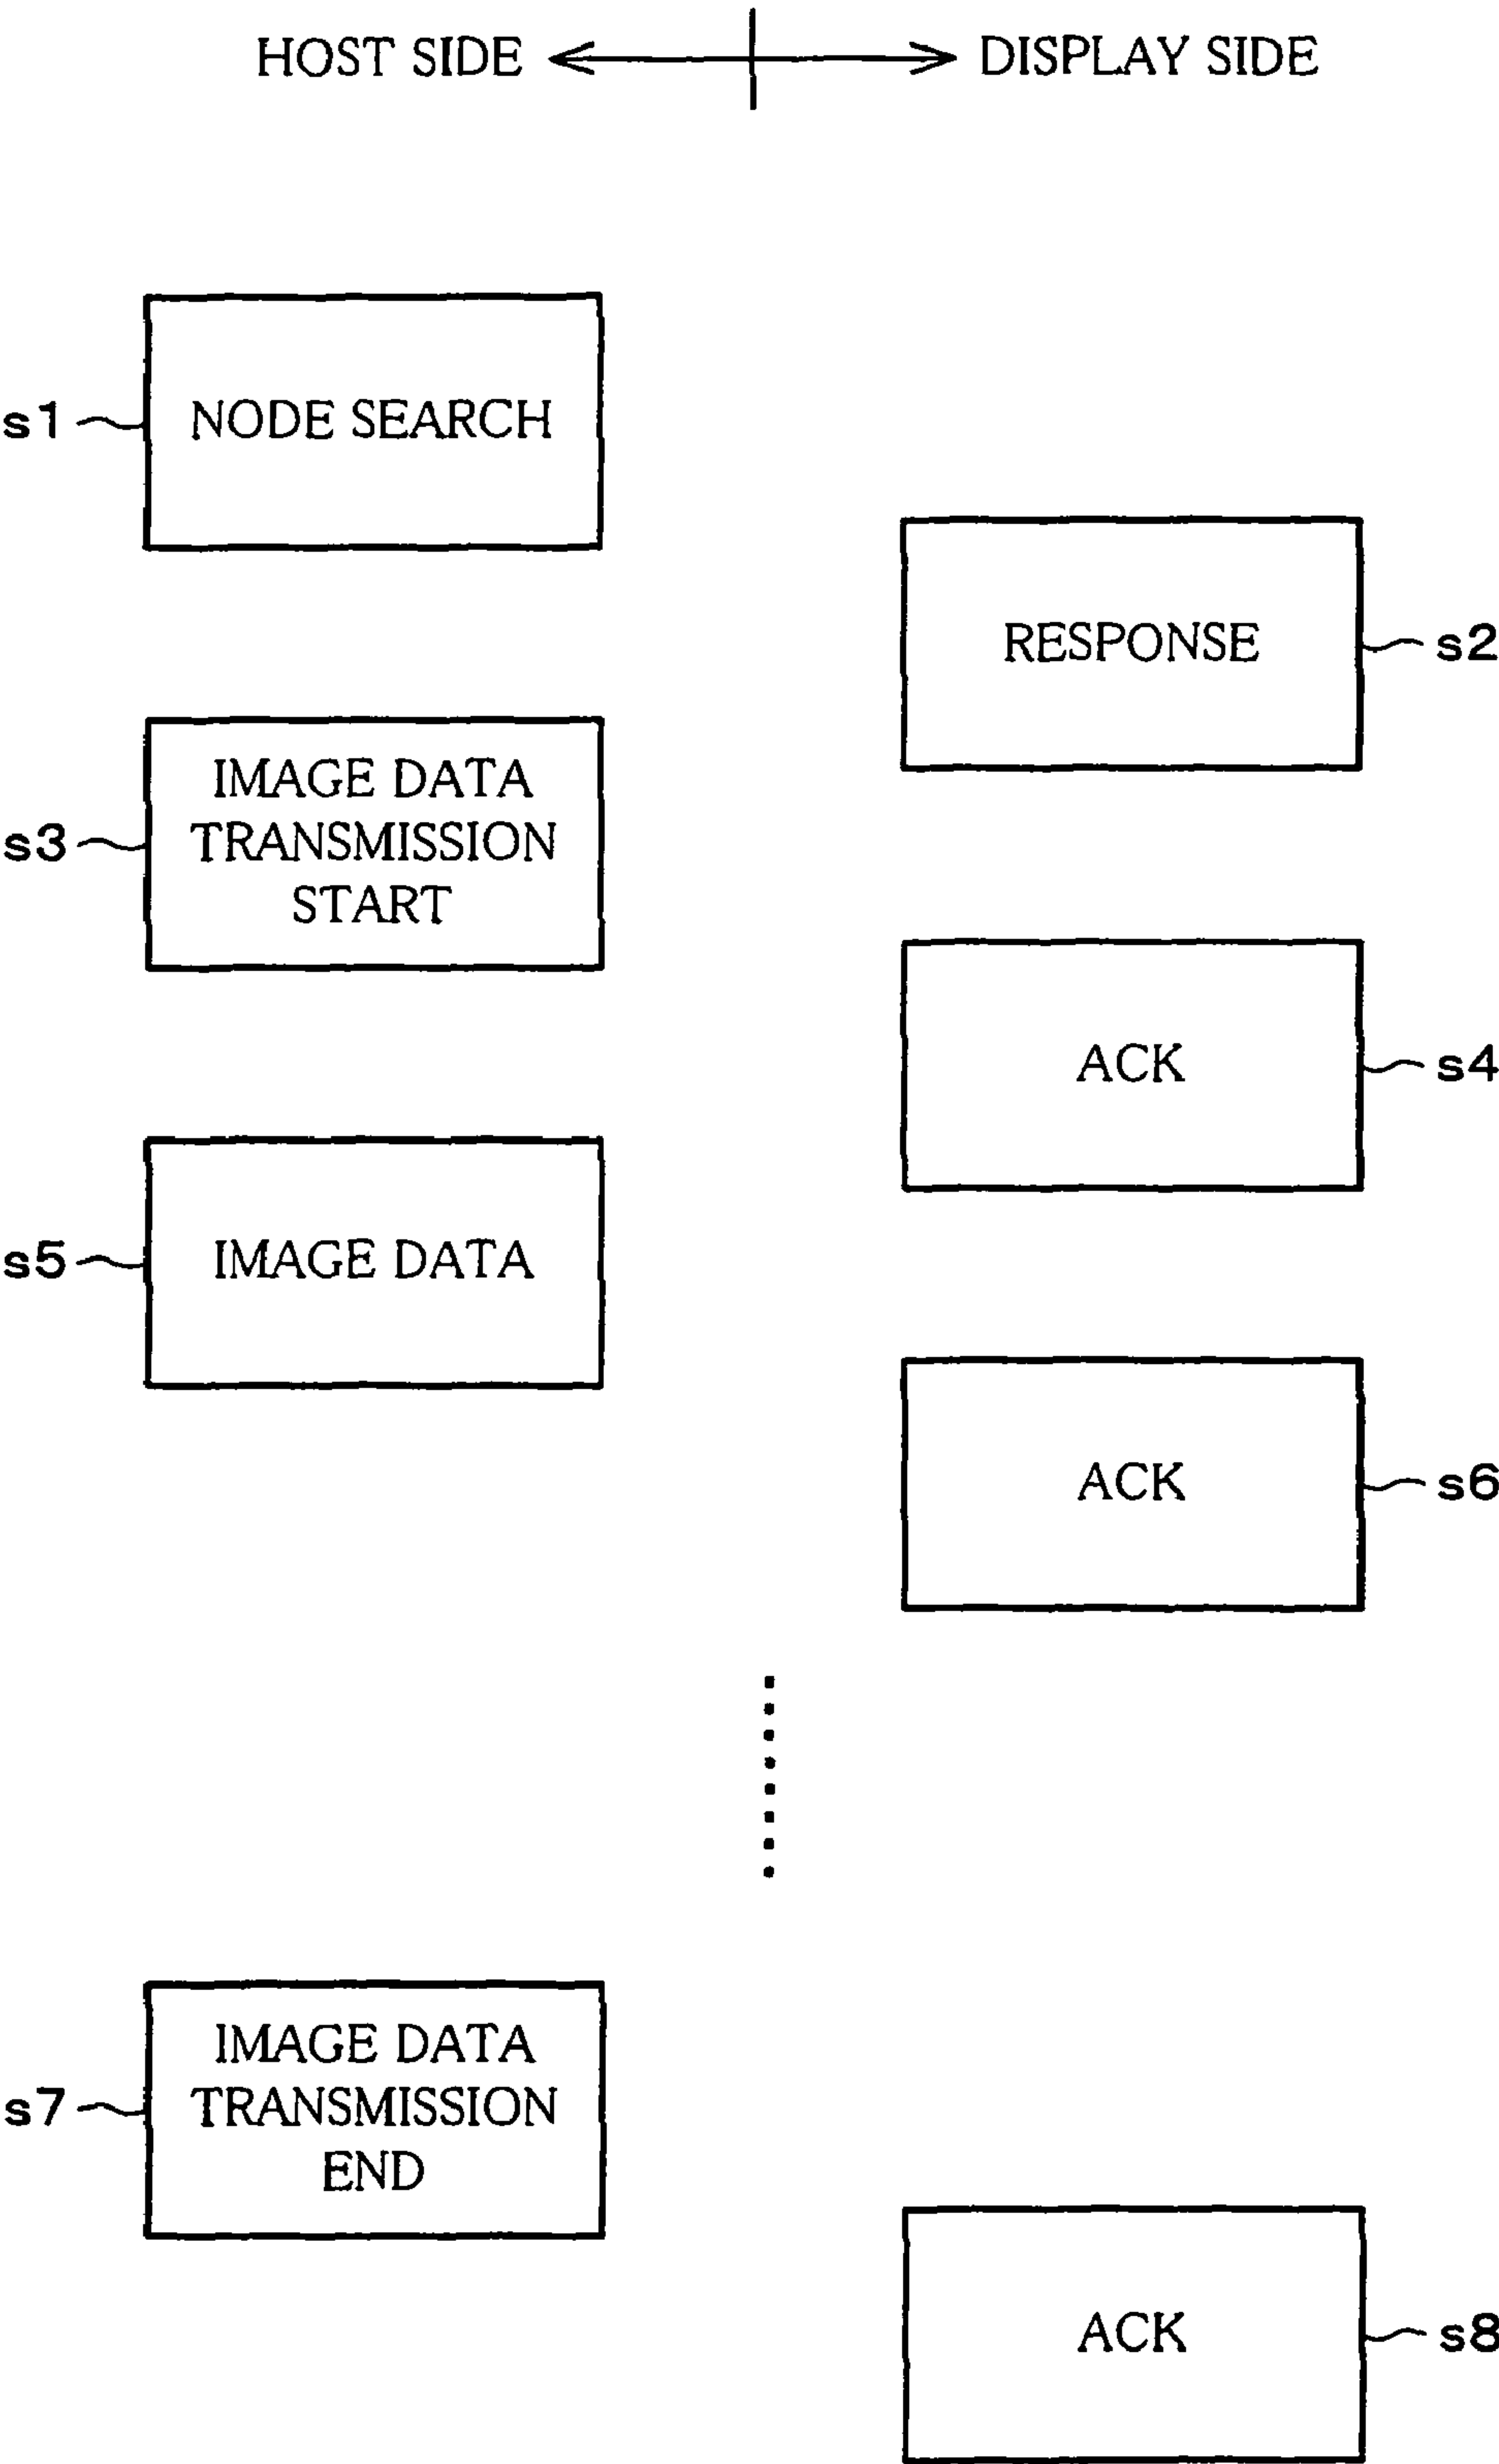 HOST SIDE DISPLAY SIDE
s1 NODE SEARCH
RESPONSE s2
IMAGE DATA
s3 TRANSMISSION
START
ACK s4
s5 IMAGE DATA
ACK s6
IMAGE DATA
s7 TRANSMISSION
END
ACK s8